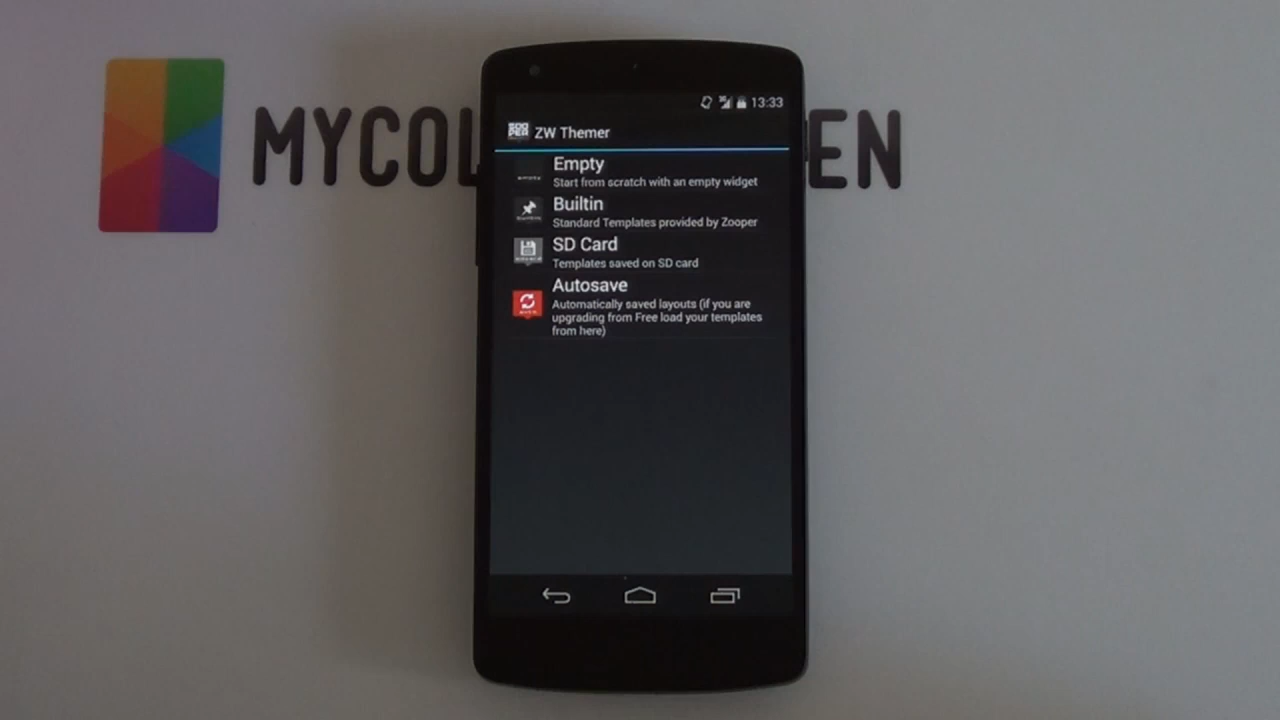 MYCOL EEN
13:33
ZW Themer
Empty
Start from scratch with an empty widget
Builtin
Standard Templates provided by Zooper
SD Card
Templates saved on SD card
Autosave
Automatically saved layouts (if you are
upgrading from Free load your templates
from here)